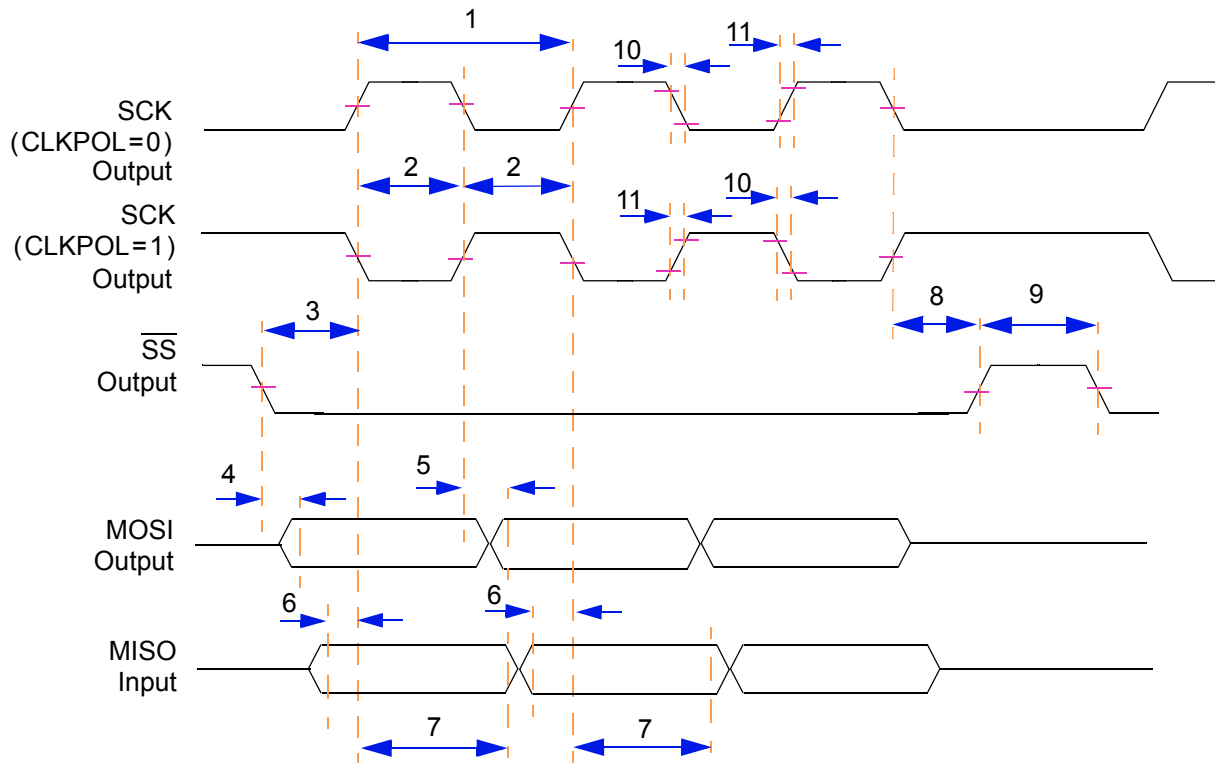 1
10
11
SCK
(CLKPOL=0)
Output
2
2
SCK
(CLKPOL=1)
Output
11
10
3
8
9
SS
Output
4
5
MOSI
Output
6
6
MISO
Input
7
7